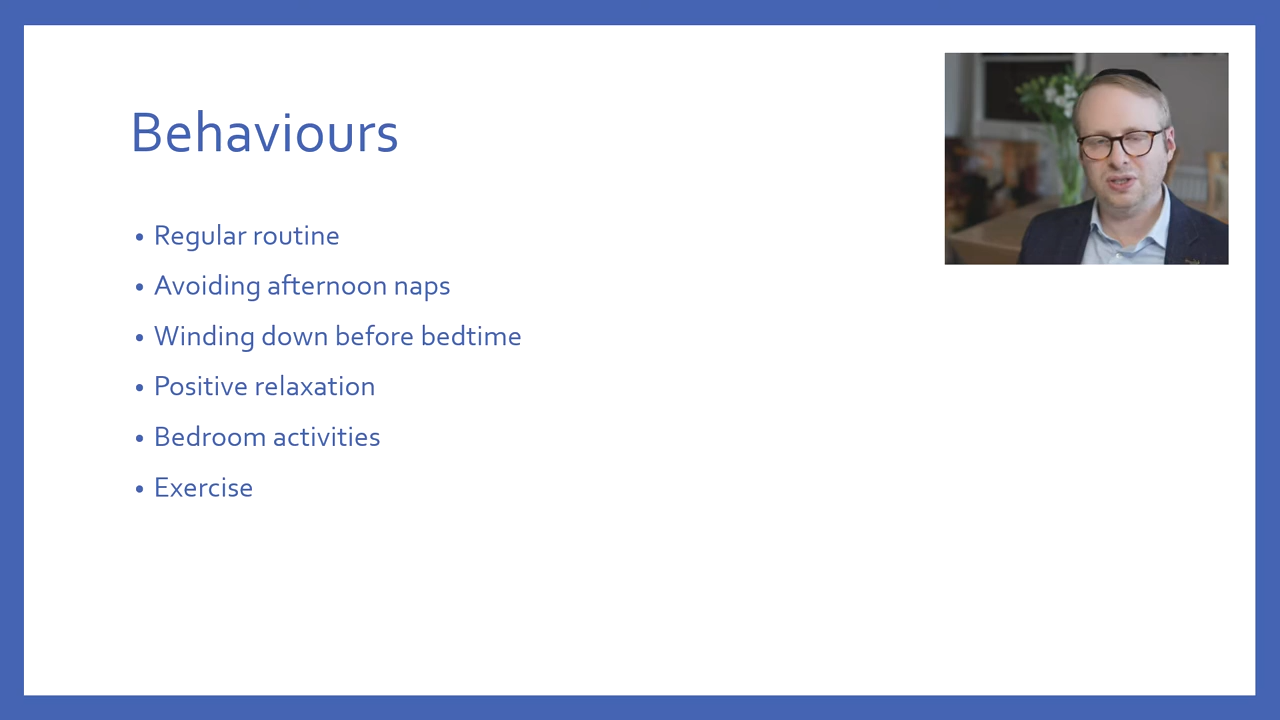 Behaviours
• Regular routine
• Avoiding afternoon naps
• Winding down before bedtime
• Positive relaxation
• Bedroom activities
• Exercise